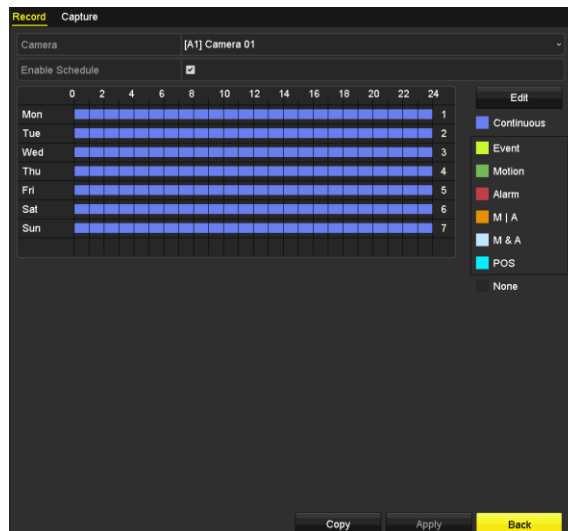 Record Capture
Camera [A1] Camera 01
Enable Schedule
0 2 4 6 8 10 12 14 16 18 20 22 24
Edit
Mon 1
Continuous
Tue 2
Wed 3
Event
Thu 4
Motion
Fri 5
Alarm
Sat 6
M | A
Sun 7
M & A
POS
None
Copy Apply Back